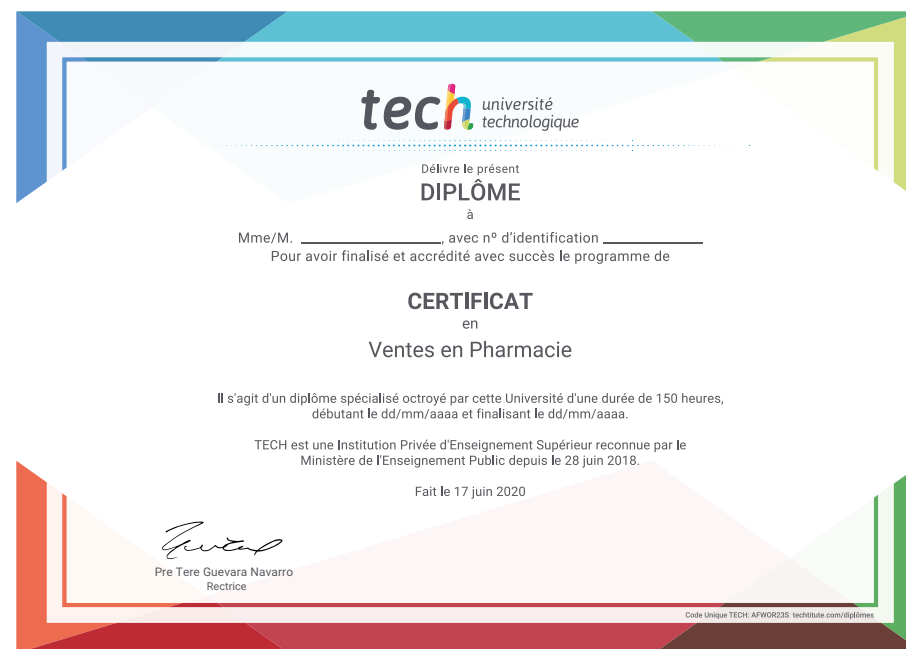 tech université
technologique
Délivre le présent
DIPLÔME
à
Mme/M. ____________________, avec nº d'identification ______________
Pour avoir finalisé et accrédité avec succès le programme de
CERTIFICAT
en
Ventes en Pharmacie
Il s'agit d'un diplôme spécialisé octroyé par cette Université d'une durée de 150 heures,
débutant le dd/mm/aaaa et finalisant le dd/mm/aaaa.
TECH est une Institution Privée d'Enseignement Supérieur reconnue par le
Ministère de l'Enseignement Public depuis le 28 juin 2018.
Fait le 17 juin 2020
Pre Tere Guevara Navarro
Rectrice
Code Unique TECH: AFWOR23S techtitute.com/diplômes